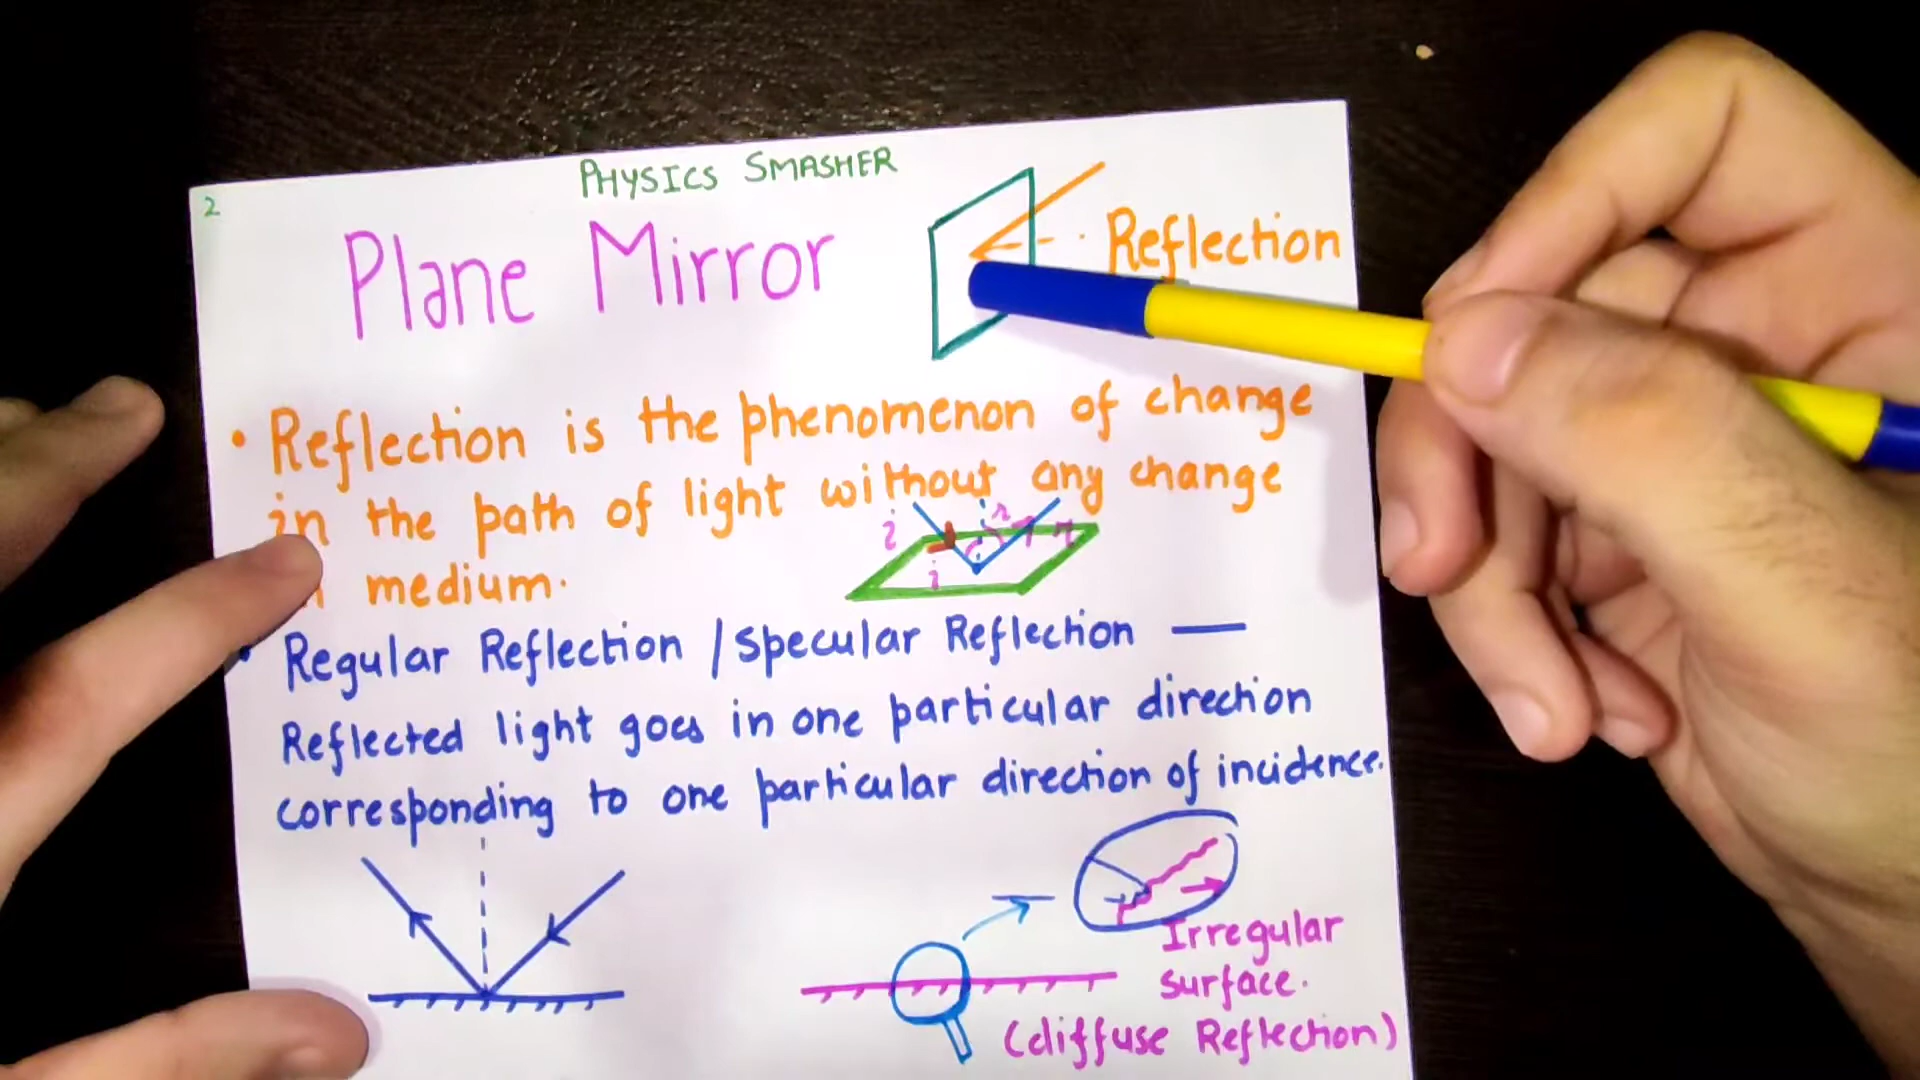 PHYSICS SMASHER
2
Plane Mirror
Reflection
• Reflection is the phenomenon of change
in the path of light without any change
medium.
i r r
i
• Regular Reflection / Specular Reflection —
Reflected light goes in one particular direction
corresponding to one particular direction of incidence.
Irregular
surface.
(diffuse Reflection)